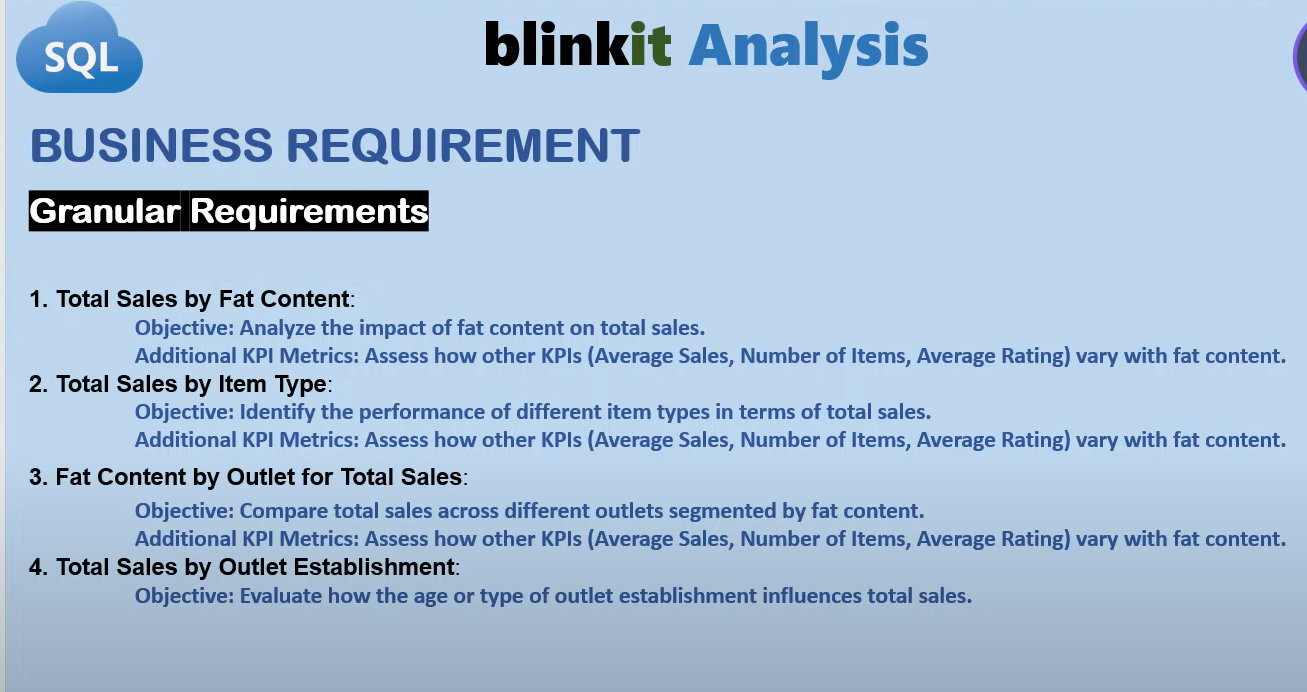 SQL
blinkit Analysis
BUSINESS REQUIREMENT
Granular Requirements
1. Total Sales by Fat Content:
Objective: Analyze the impact of fat content on total sales.
Additional KPI Metrics: Assess how other KPIs (Average Sales, Number of Items, Average Rating) vary with fat content.
2. Total Sales by Item Type:
Objective: Identify the performance of different item types in terms of total sales.
Additional KPI Metrics: Assess how other KPIs (Average Sales, Number of Items, Average Rating) vary with fat content.
3. Fat Content by Outlet for Total Sales:
Objective: Compare total sales across different outlets segmented by fat content.
Additional KPI Metrics: Assess how other KPIs (Average Sales, Number of Items, Average Rating) vary with fat content.
4. Total Sales by Outlet Establishment:
Objective: Evaluate how the age or type of outlet establishment influences total sales.